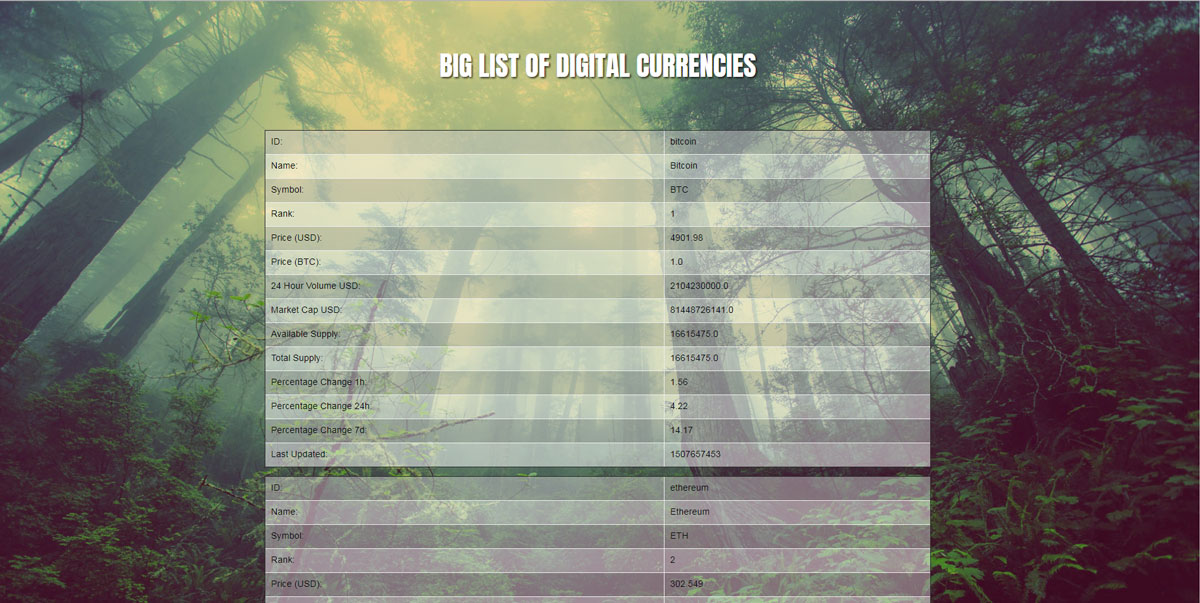 BIG LIST OF DIGITAL CURRENCIES
ID: bitcoin
Name: Bitcoin
Symbol: BTC
Rank: 1
Price (USD): 4901.98
Price (BTC): 1.0
24 Hour Volume USD: 2104230000.0
Market Cap USD: 81448726141.0
Available Supply: 16615475.0
Total Supply: 16615475.0
Percentage Change 1h: 1.56
Percentage Change 24h: 4.22
Percentage Change 7d: 14.17
Last Updated: 1507657453
ID: ethereum
Name: Ethereum
Symbol: ETH
Rank: 2
Price (USD): 302.549